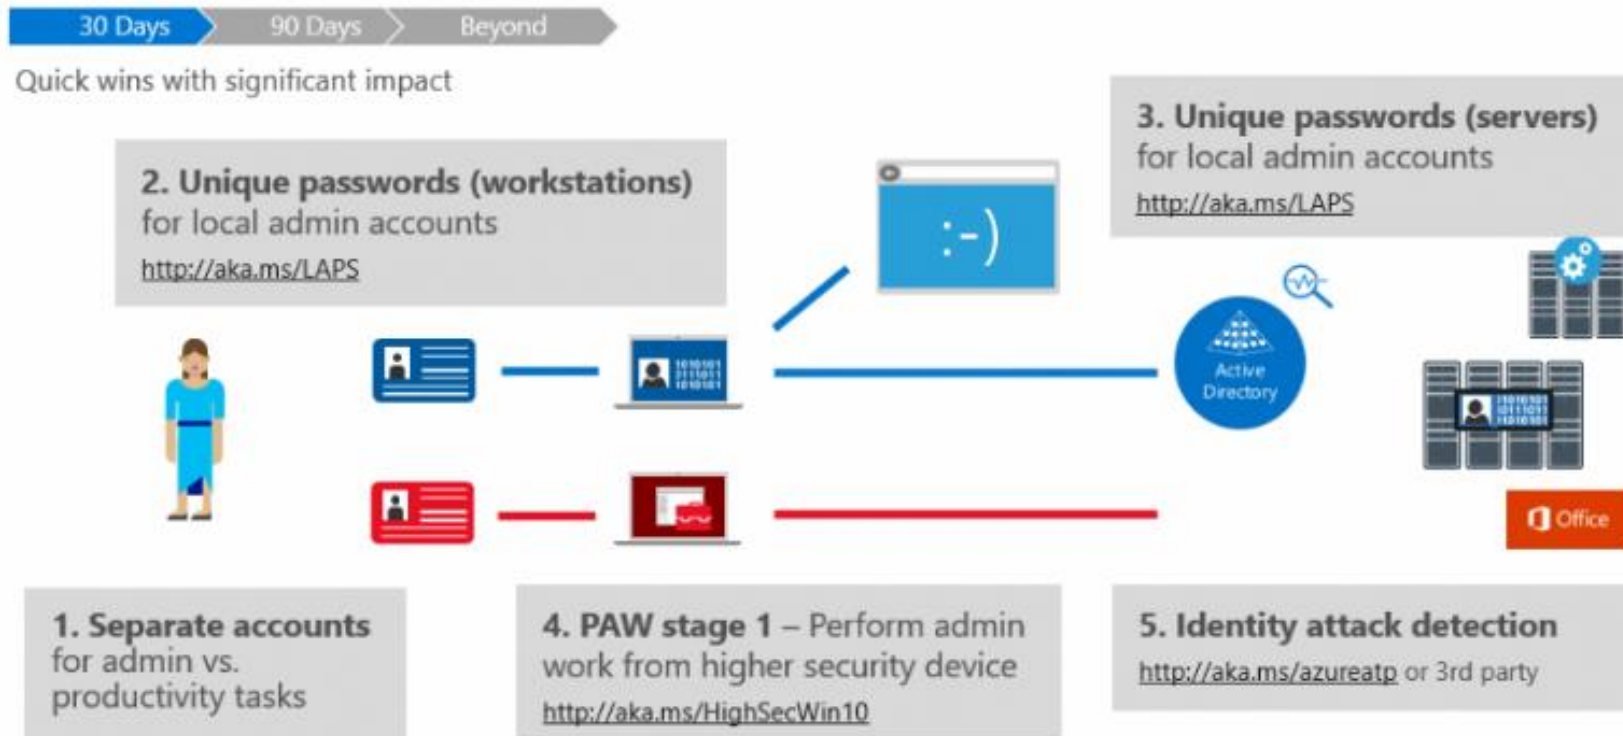 30 Days
90 Days
Beyond
Quick wins with significant impact
2. Unique passwords (workstations)
for local admin accounts
http://aka.ms/LAPS
3. Unique passwords (servers)
for local admin accounts
http://aka.ms/LAPS
:-)
1010101
Active
Directory
Office
1. Separate accounts
for admin vs.
productivity tasks
4. PAW stage 1 – Perform admin
work from higher security device
http://aka.ms/HighSecWin10
5. Identity attack detection
http://aka.ms/azureatp or 3rd party